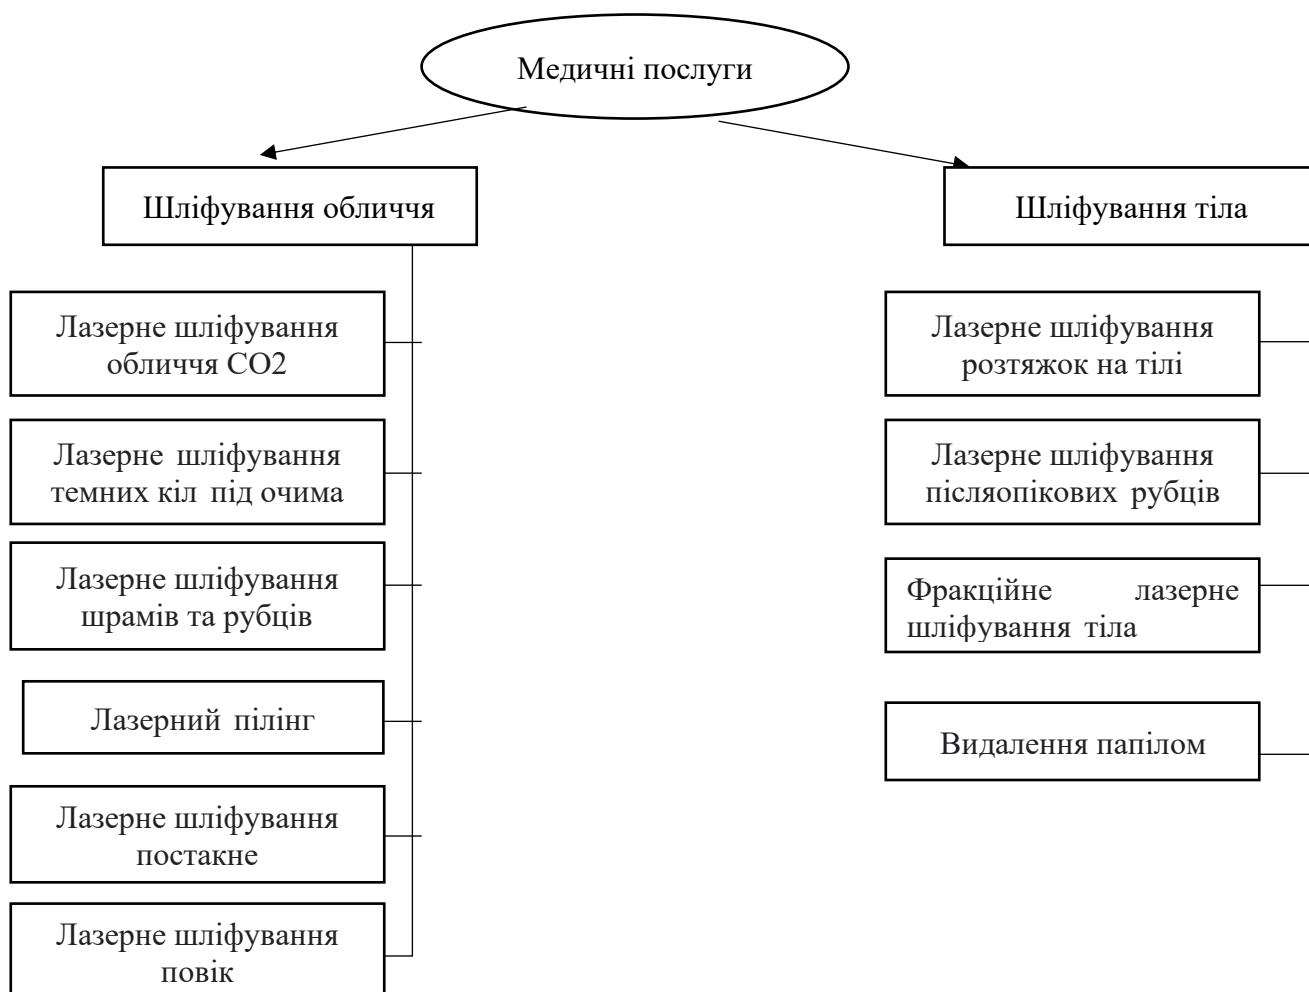 Медичні послуги
Шліфування обличчя
Лазерне шліфування
обличчя СО2
Лазерне шліфування
темних кіл під очима
Лазерне шліфування
шрамів та рубців
Лазерний пілінг
Лазерне шліфування
постакне
Лазерне шліфування
повік
Шліфування тіла
Лазерне шліфування
розтяжок на тілі
Лазерне шліфування
післяопікових рубців
Фракційне лазерне
шліфування тіла
Видалення папілом